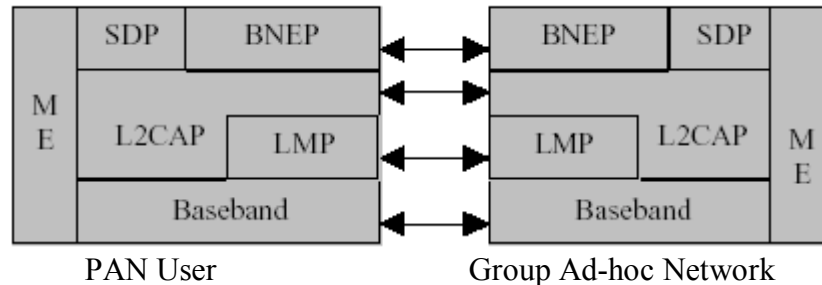 SDP BNEP BNEP SDP
M
E
L2CAP LMP LMP L2CAP
M
E
Baseband Baseband
PAN User Group Ad-hoc Network